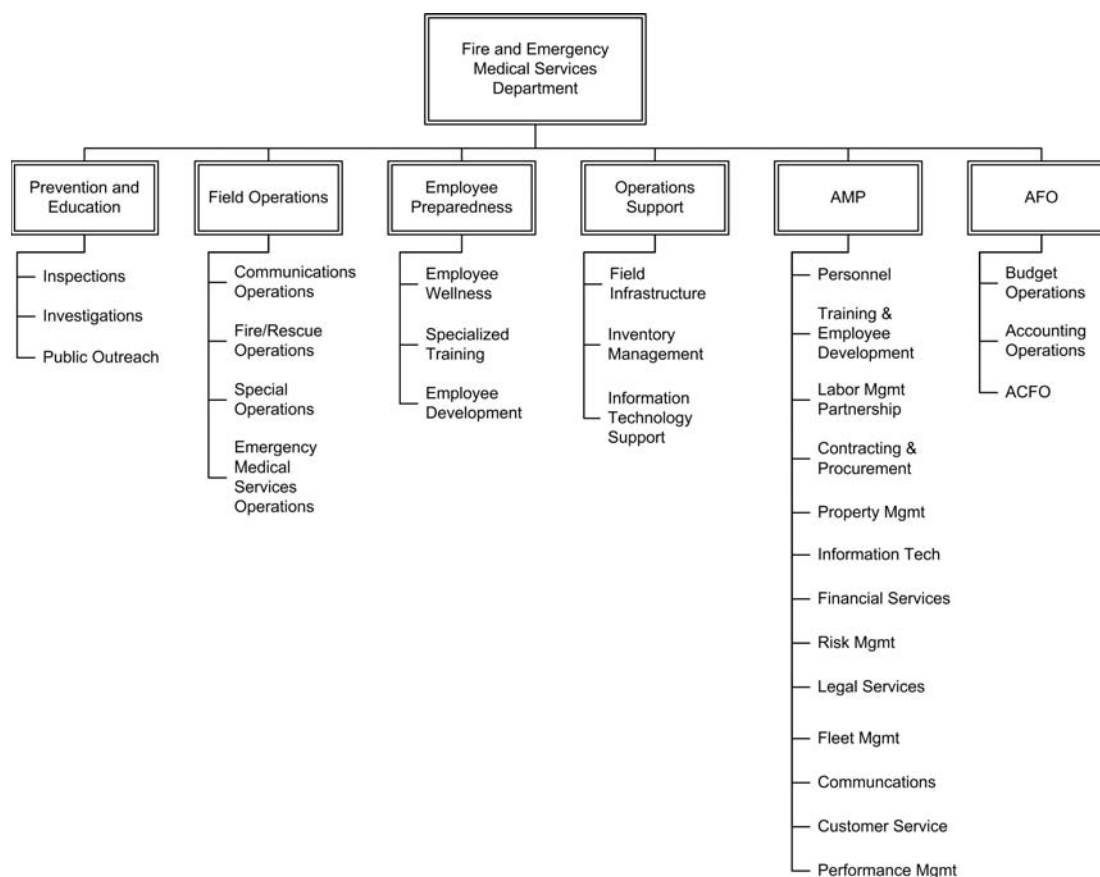 Fire and Emergency
Medical Services
Department
Prevention and
Education
Field Operations
Employee
Preparedness
Operations
Support
AMP
AFO
Inspections
Investigations
Public Outreach
Communications
Operations
Fire/Rescue
Operations
Special
Operations
Emergency
Medical
Services
Operations
Employee
Wellness
Specialized
Training
Employee
Development
Field
Infrastructure
Inventory
Management
Information
Technology
Support
Personnel
Training &
Employee
Development
Labor Mgmt
Partnership
Contracting &
Procurement
Property Mgmt
Information Tech
Financial Services
Risk Mgmt
Legal Services
Fleet Mgmt
Communcations
Customer Service
Performance Mgmt
Budget
Operations
Accounting
Operations
ACFO